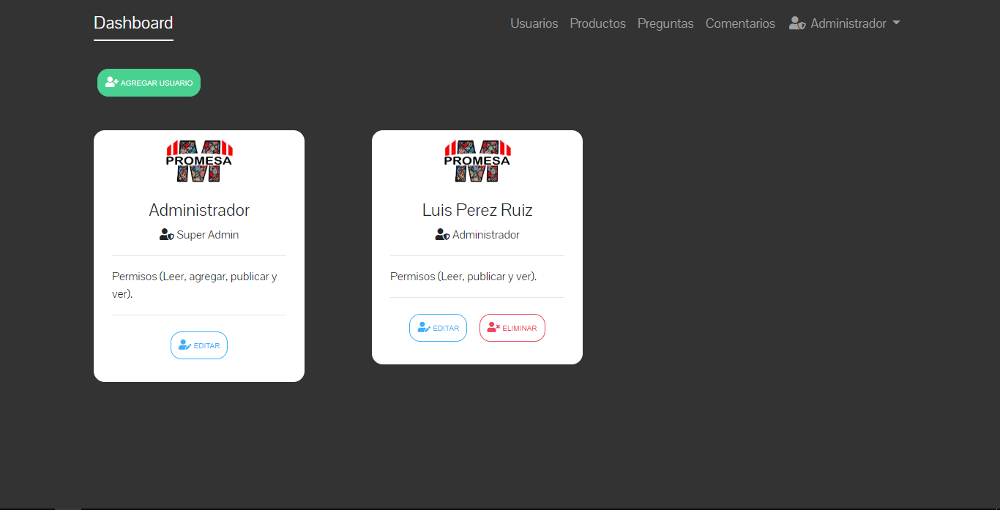 Dashboard
Usuarios Productos Preguntas Comentarios Administrador
AGREGAR USUARIO
PROMESA
Administrador
Super Admin
Permisos (Leer, agregar, publicar y
ver).
EDITAR
PROMESA
Luis Perez Ruiz
Administrador
Permisos (Leer, publicar y ver).
EDITAR ELIMINAR